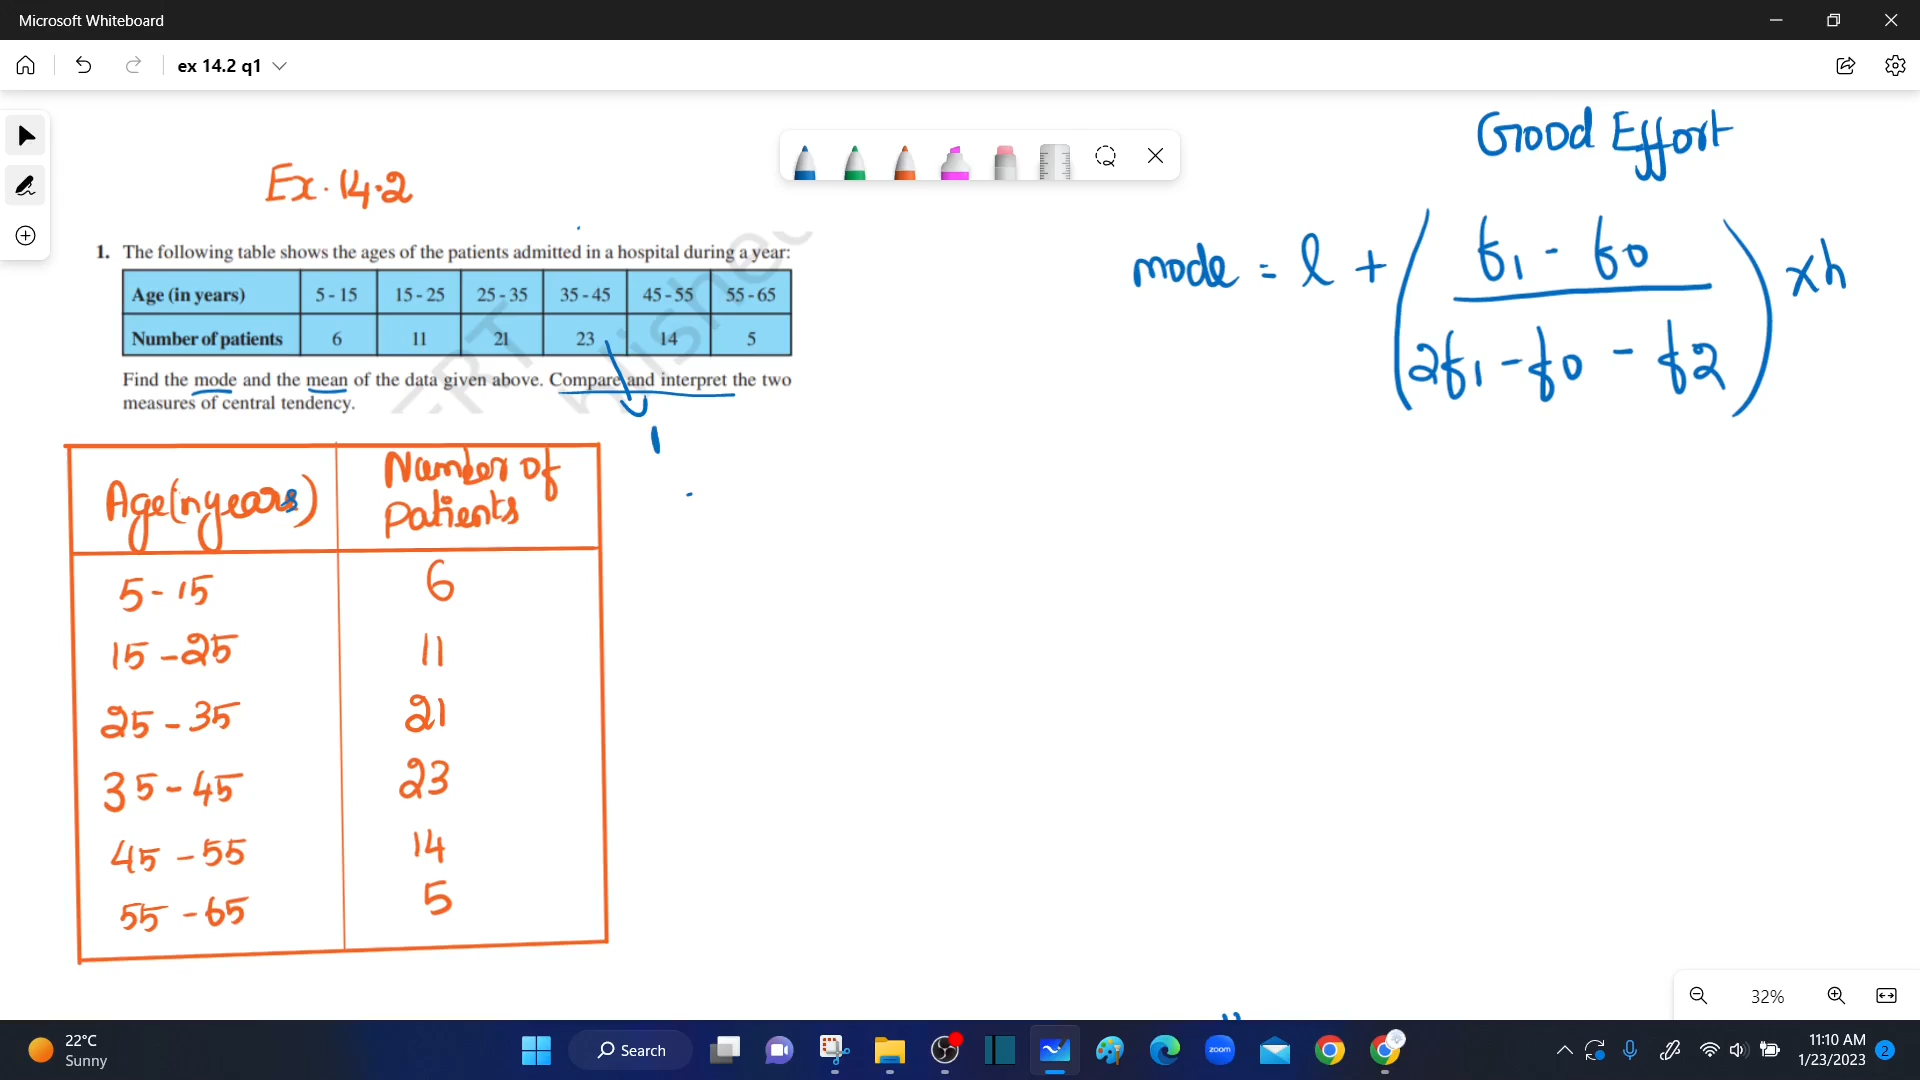 Microsoft Whiteboard
ex 14.2 q1
Good Effort
Ex. 14.2
mode = l + ( f1 - f0 / 2f1 - f0 - f2 ) x h
1. The following table shows the ages of the patients admitted in a hospital during a year:
Age (in years) 5 - 15 15 - 25 25 - 35 35 - 45 45 - 55 55 - 65
Number of patients 6 11 21 23 14 5
Find the mode and the mean of the data given above. Compare and interpret the two
measures of central tendency.
Age(in years) Number of Patients
5 - 15 6
15 - 25 11
25 - 35 21
35 - 45 23
45 - 55 14
55 - 65 5
32%
22°C
Sunny
Search
zoom
11:10 AM
1/23/2023
2